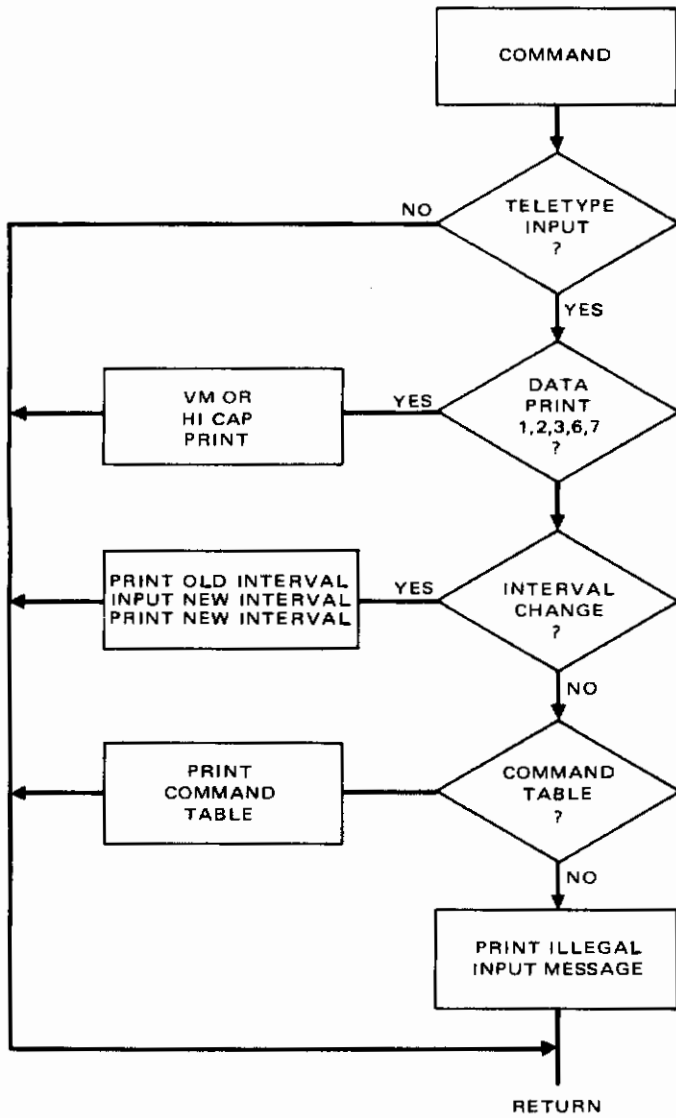 COMMAND
TELETYPE
INPUT
?
NO
YES
DATA
PRINT
1,2,3,6,7
?
YES
VM OR
HI CAP
PRINT
INTERVAL
CHANGE
?
YES
PRINT OLD INTERVAL
INPUT NEW INTERVAL
PRINT NEW INTERVAL
NO
COMMAND
TABLE
?
PRINT
COMMAND
TABLE
NO
PRINT ILLEGAL
INPUT MESSAGE
RETURN